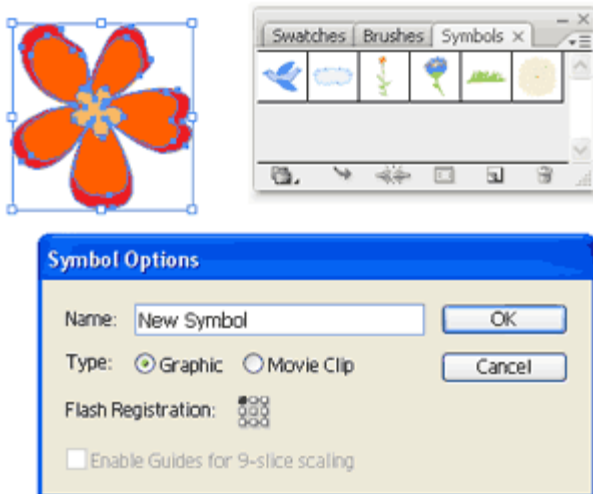 Swatches Brushes Symbols
Symbol Options
Name: New Symbol OK
Type: Graphic Movie Clip Cancel
Flash Registration:
Enable Guides for 9-slice scaling